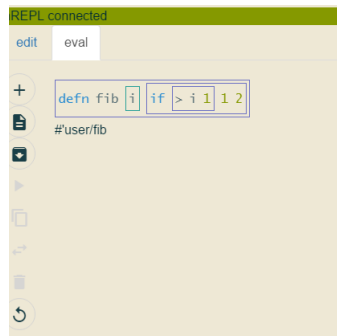 REPL connected
edit eval
defn fib i if > i 1 1 2
#'user/fib